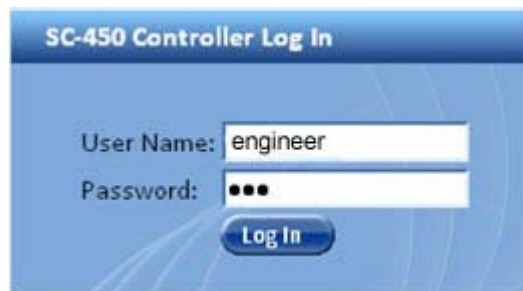 SC-450 Controller Log In
User Name: engineer
Password: •••
Log In